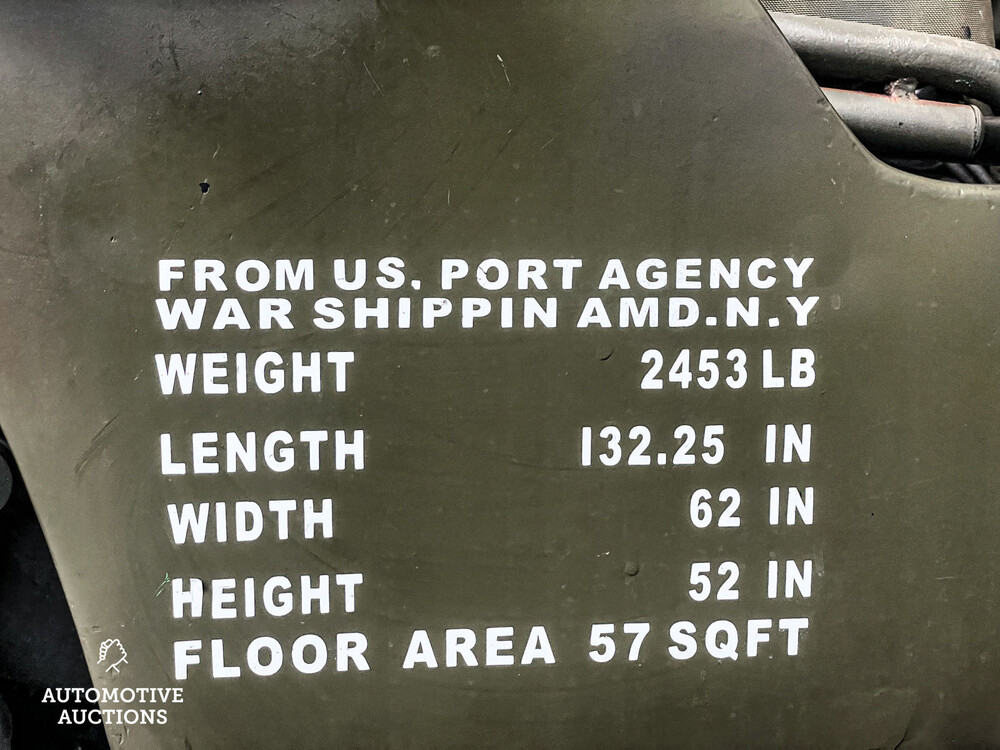 FROM US. PORT AGENCY
WAR SHIPPIN AMD.N.Y
WEIGHT 2453 LB
LENGTH 132.25 IN
WIDTH 62 IN
HEIGHT 52 IN
FLOOR AREA 57 SQFT
AUTOMOTIVE
AUCTIONS